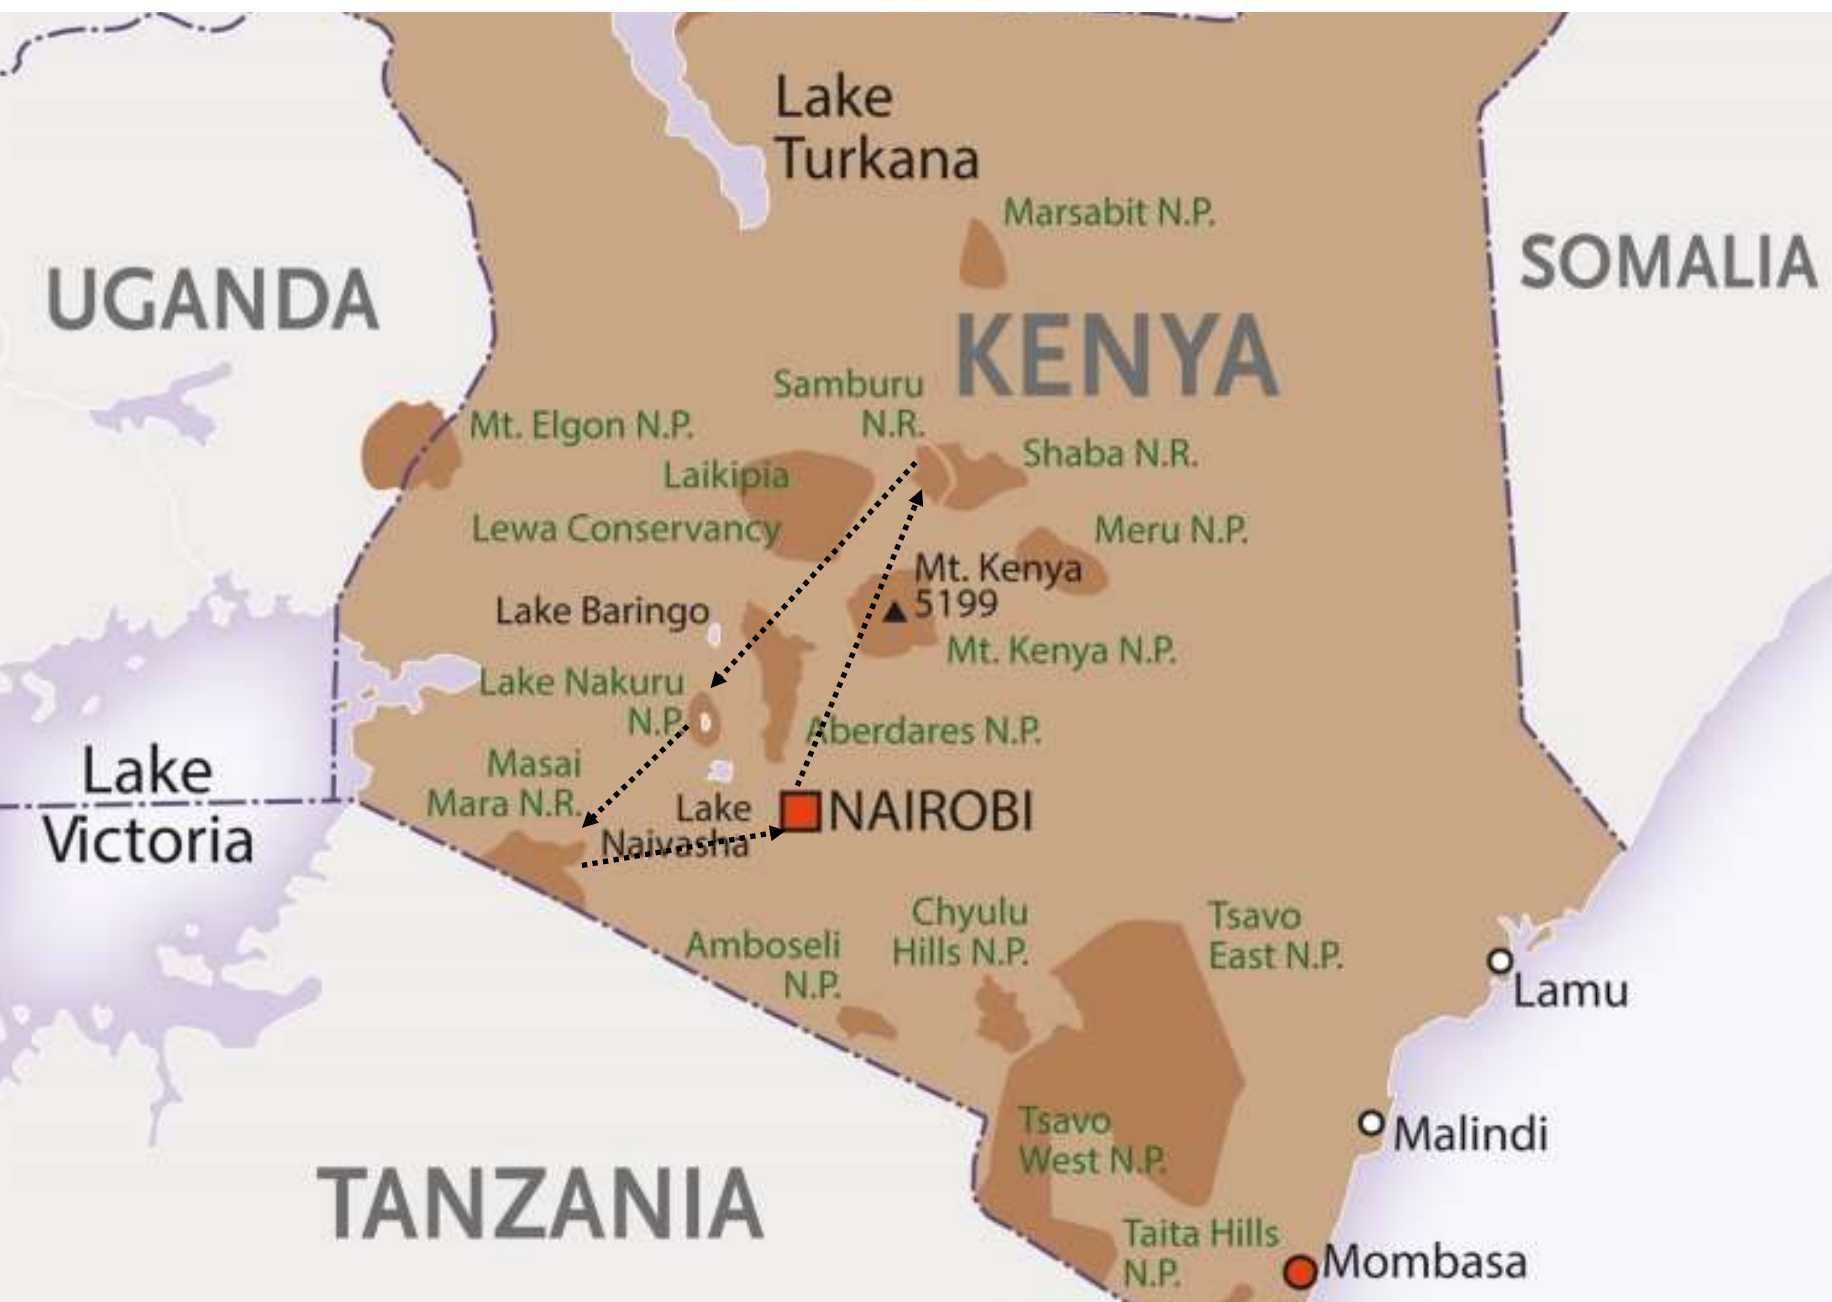 Lake
Turkana
Marsabit N.P.
UGANDA
SOMALIA
KENYA
Samburu
N.R.
Mt. Elgon N.P.
Shaba N.R.
Laikipia
Lewa Conservancy
Meru N.P.
Mt. Kenya
5199
Lake Baringo
Mt. Kenya N.P.
Lake Nakuru
N.P.
Aberdares N.P.
Masai
Mara N.R.
Lake
Victoria
Lake
Naivasha
NAIROBI
Chyulu
Hills N.P.
Tsavo
East N.P.
Amboseli
N.P.
Lamu
Tsavo
West N.P.
Malindi
TANZANIA
Taita Hills
N.P.
Mombasa